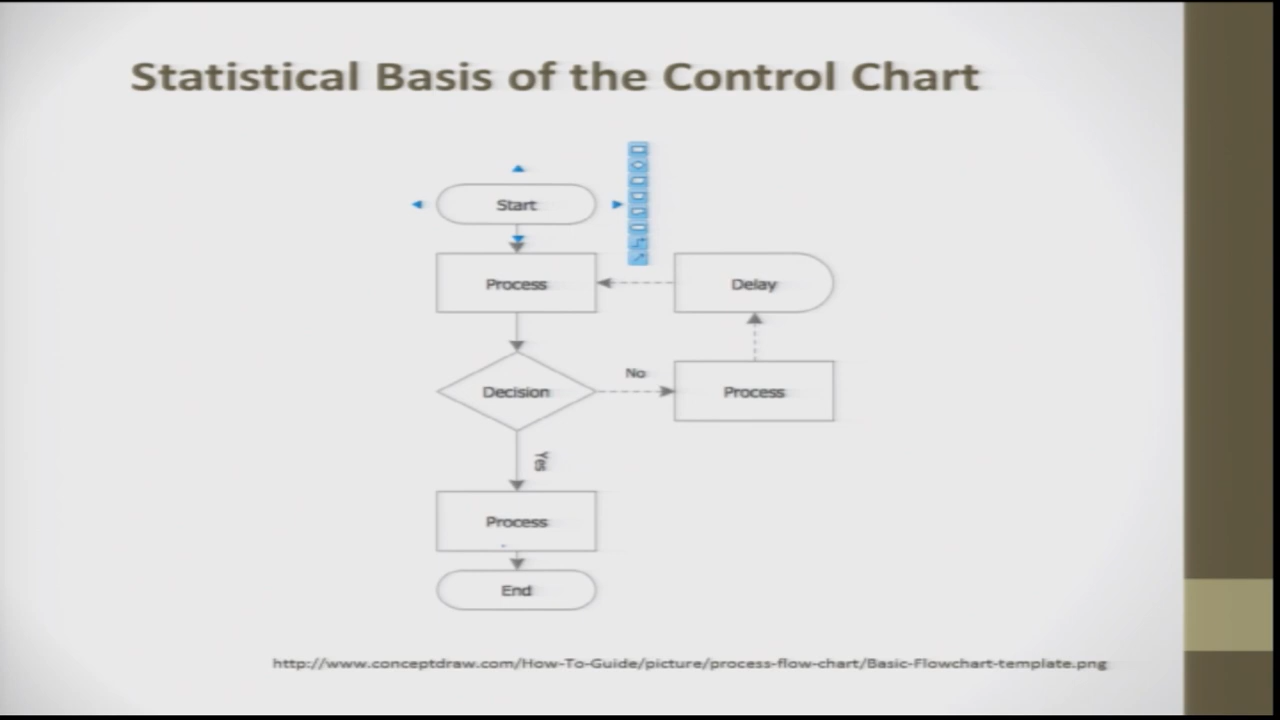 Statistical Basis of the Control Chart
Start
Process
Delay
Decision
No
Process
Yes
Process
End
http://www.conceptdraw.com/How-To-Guide/picture/process-flow-chart/Basic-Flowchart-template.png